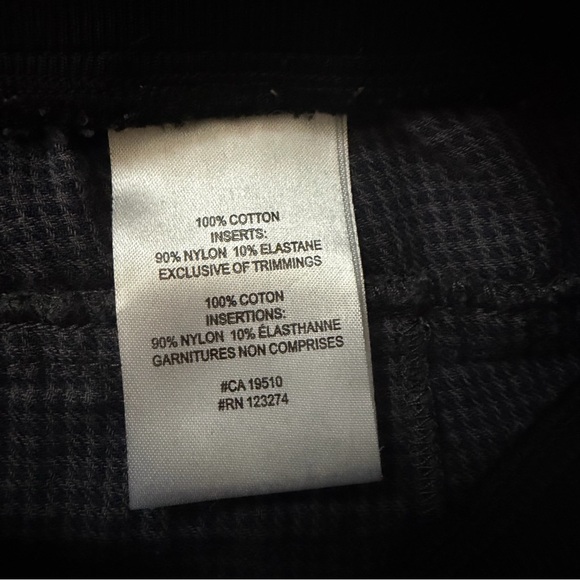 100% COTTON
INSERTS:
90% NYLON 10% ELASTANE
EXCLUSIVE OF TRIMMINGS
100% COTON
INSERTIONS:
90% NYLON 10% ÉLASTHANNE
GARNITURES NON COMPRISES
#CA 19510
#RN 123274